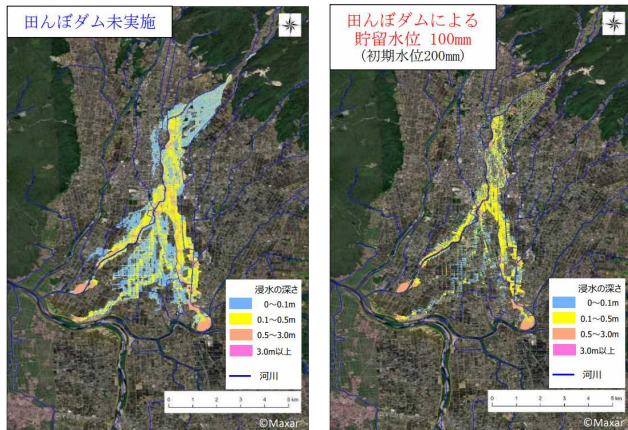 田んぼダム未実施
浸水の深さ
0～0.1m
0.1～0.5m
0.5～3.0m
3.0m以上
河川
0 1 2 3 4 5 km
©Maxar
田んぼダムによる
貯留水位 100mm
(初期水位200mm)
浸水の深さ
0～0.1m
0.1～0.5m
0.5～3.0m
3.0m以上
河川
0 1 2 3 4 5 km
©Maxar